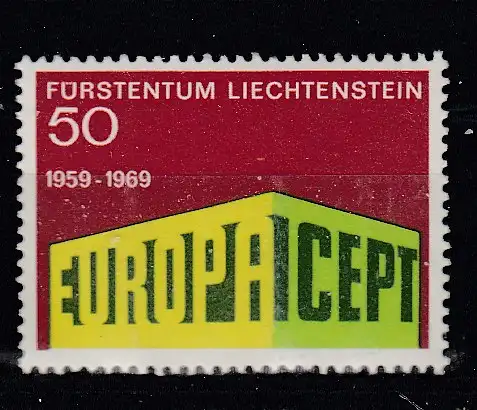 FÜRSTENTUM LIECHTENSTEIN
50
1959-1969
EUROPA CEPT